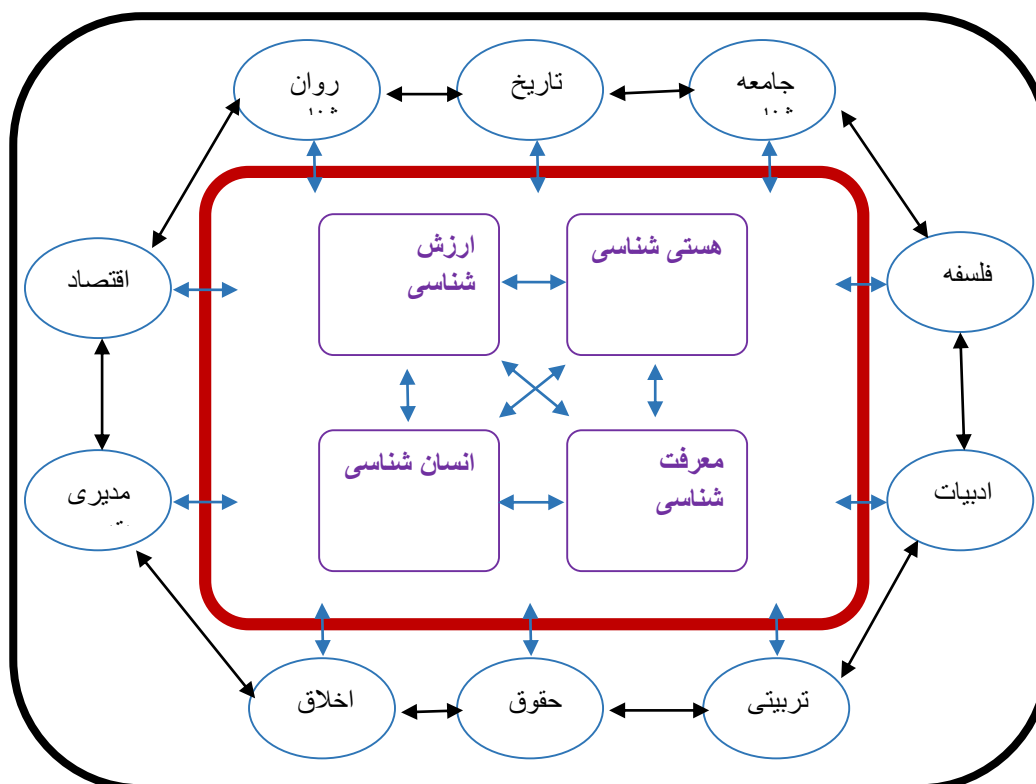 جامعه
تاریخ
روان
هستی شناسی
ارزش
شناسی
فلسفه
اقتصاد
معرفت
شناسی
انسان شناسی
ادبیات
مدیری
تربیتی
حقوق
اخلاق